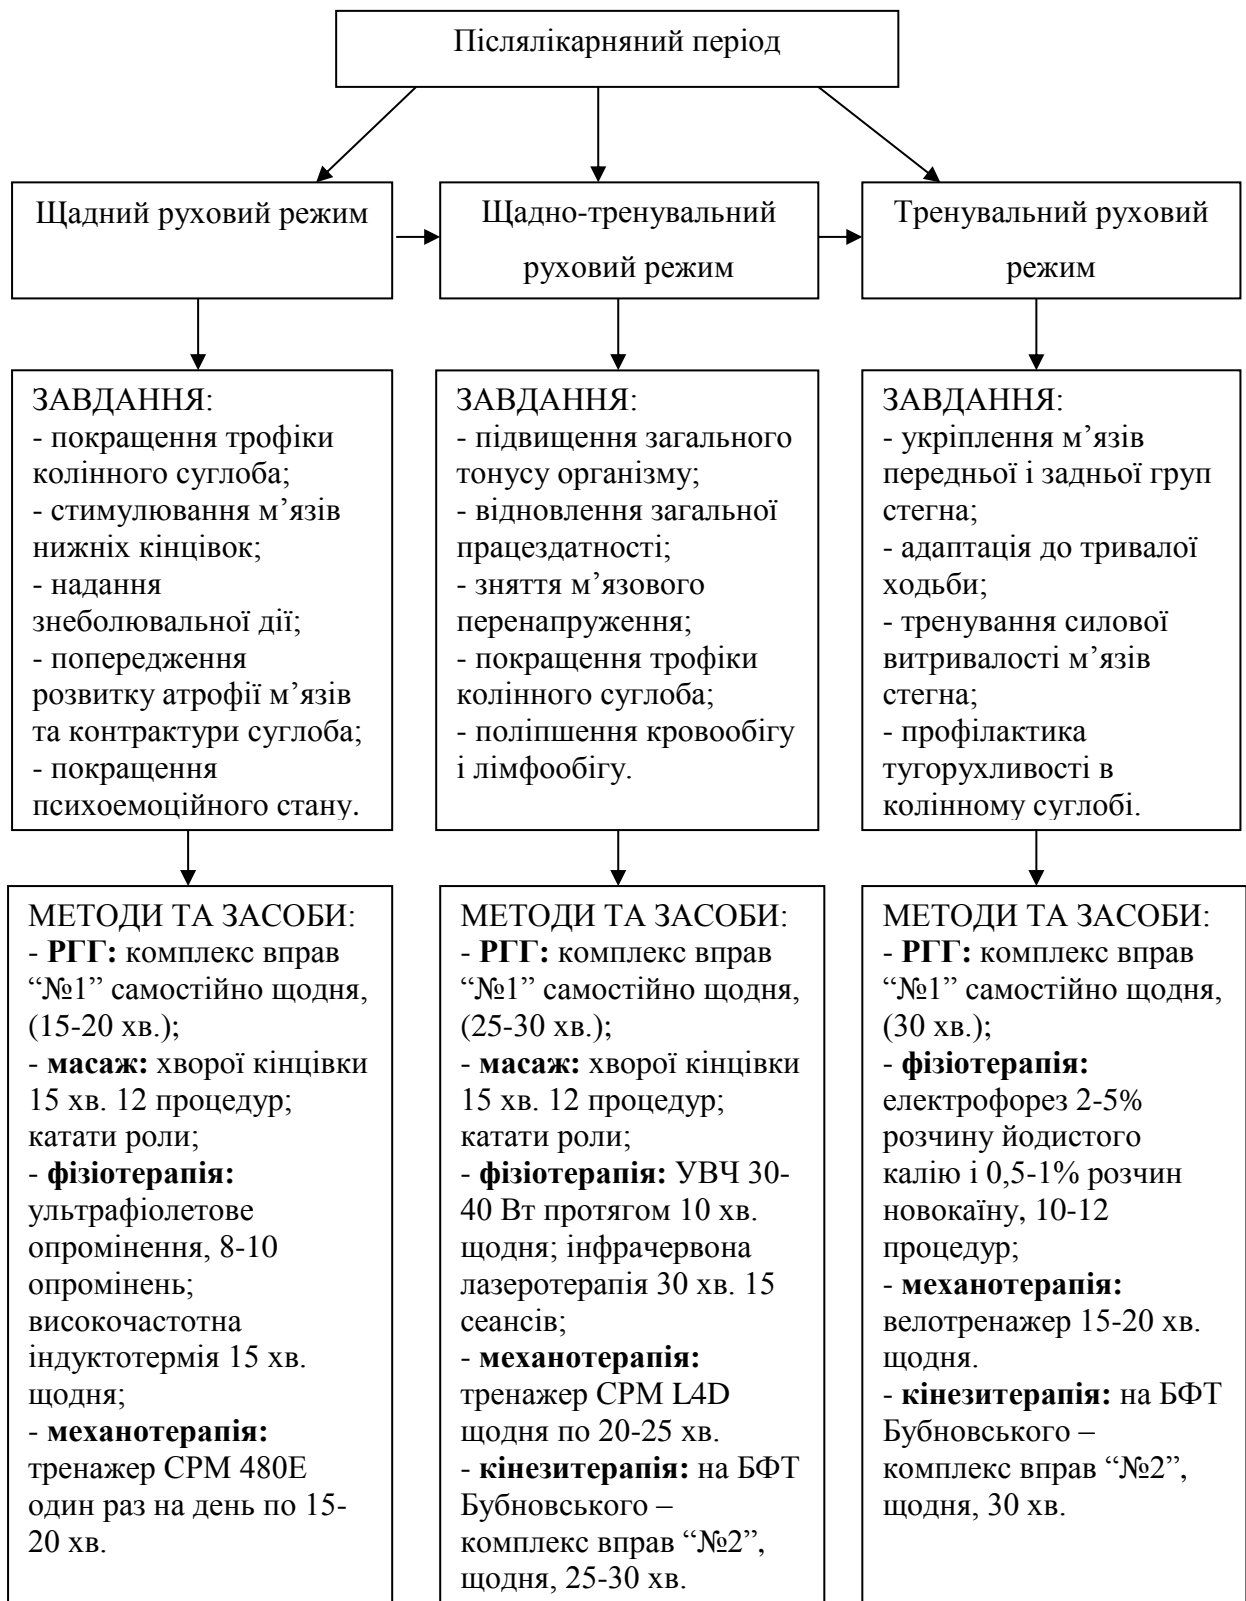 Післялікарняний період
Щадний руховий режим
Щадно-тренувальний
руховий режим
Тренувальний руховий
режим
ЗАВДАННЯ:
- покращення трофіки
колінного суглоба;
- стимулювання м’язів
нижніх кінцівок;
- надання
знеболювальної дії;
- попередження
розвитку атрофії м’язів
та контрактури суглоба;
- покращення
психоемоційного стану.
ЗАВДАННЯ:
- підвищення загального
тонусу організму;
- відновлення загальної
працездатності;
- зняття м’язового
перенапруження;
- покращення трофіки
колінного суглоба;
- поліпшення кровообігу
і лімфообігу.
ЗАВДАННЯ:
- укріплення м’язів
передньої і задньої груп
стегна;
- адаптація до тривалої
ходьби;
- тренування силової
витривалості м’язів
стегна;
- профілактика
тугорухливості в
колінному суглобі.
МЕТОДИ ТА ЗАСОБИ:
- РГГ: комплекс вправ
“№1” самостійно щодня,
(15-20 хв.);
- масаж: хворої кінцівки
15 хв. 12 процедур;
катати роли;
- фізіотерапія:
ультрафіолетове
опромінення, 8-10
опромінень;
високочастотна
індуктотермія 15 хв.
щодня;
- механотерапія:
тренажер CPM 480E
один раз на день по 15-
20 хв.
МЕТОДИ ТА ЗАСОБИ:
- РГГ: комплекс вправ
“№1” самостійно щодня,
(25-30 хв.);
- масаж: хворої кінцівки
15 хв. 12 процедур;
катати роли;
- фізіотерапія: УВЧ 30-
40 Вт протягом 10 хв.
щодня; інфрачервона
лазеротерапія 30 хв. 15
сеансів;
- механотерапія:
тренажер CPM L4D
щодня по 20-25 хв.
- кінезитерапія: на БФТ
Бубновського –
комплекс вправ “№2”,
щодня, 25-30 хв.
МЕТОДИ ТА ЗАСОБИ:
- РГГ: комплекс вправ
“№1” самостійно щодня,
(30 хв.);
- фізіотерапія:
електрофорез 2-5%
розчину йодистого
калію і 0,5-1% розчин
новокаїну, 10-12
процедур;
- механотерапія:
велотренажер 15-20 хв.
щодня.
- кінезитерапія: на БФТ
Бубновського –
комплекс вправ “№2”,
щодня, 30 хв.